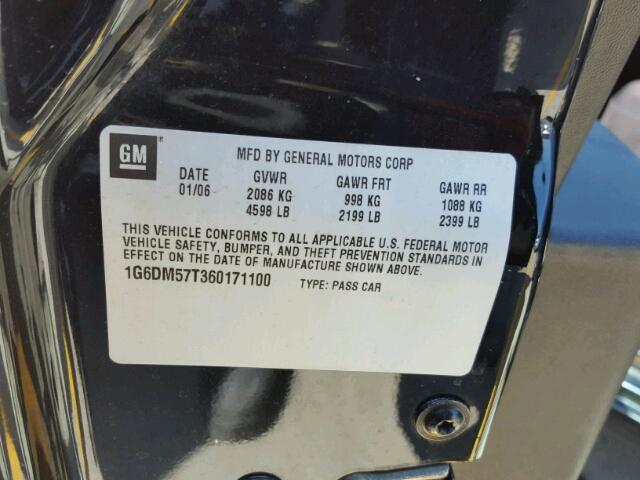 GM ®
MFD BY GENERAL MOTORS CORP
DATE GVWR GAWR FRT GAWR RR
01/06 2086 KG 998 KG 1088 KG
4598 LB 2199 LB 2399 LB
THIS VEHICLE CONFORMS TO ALL APPLICABLE U.S. FEDERAL MOTOR
VEHICLE SAFETY, BUMPER, AND THEFT PREVENTION STANDARDS IN
EFFECT ON THE DATE OF MANUFACTURE SHOWN ABOVE.
1G6DM57T360171100 TYPE: PASS CAR